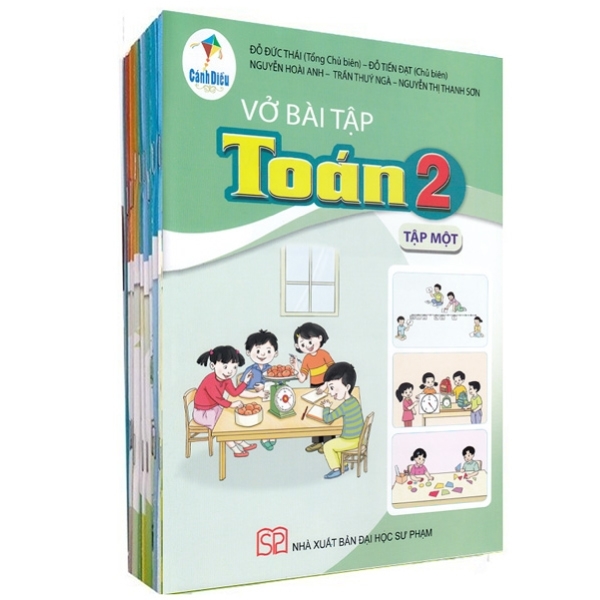 Cánh Diều
ĐỖ ĐỨC THÁI (Tổng Chủ biên) – ĐỖ TIẾN ĐẠT (Chủ biên)
NGUYỄN HOÀI ANH – TRẦN THUÝ NGÀ – NGUYỄN THỊ THANH SƠN
VỞ BÀI TẬP
Toán 2
TẬP MỘT
SP
NHÀ XUẤT BẢN ĐẠI HỌC SƯ PHẠM